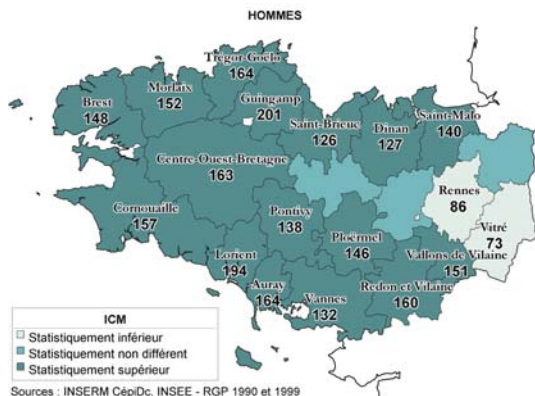 HOMMES
Trégor-Goëlo
164
Morlaix
152
Guingamp
201
Brest
148
Saint-Brieuc
126
Dinan
127
Saint-Malo
140
Centre-Ouest-Bretagne
163
Rennes
86
Cornouaille
157
Pontivy
138
Ploërmel
146
Vitré
73
Vallons de Vilaine
151
Lorient
194
Auray
164
Vannes
132
Redon et Vilaine
160
ICM
Statistiquement inférieur
Statistiquement non différent
Statistiquement supérieur
Sources : INSERM CépiDc, INSEE - RGP 1990 et 1999